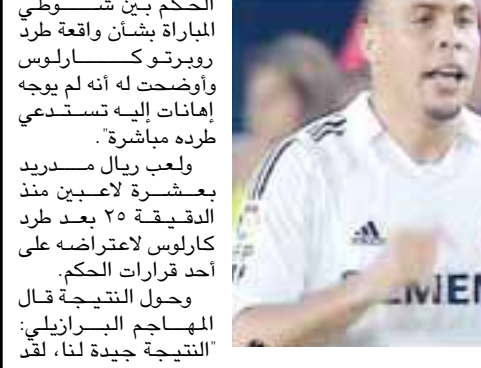 الحكم بين شوطي
المباراة بشأن واقعة طرد
روبرتو كارلوس
وأوضحت له أنه لم يوجه
إهانات إليه تستدعي
طرده مباشرة".
ولعب ريال مدريد
بعشرة لاعبين منذ
الدقيقة ٢٥ بعد طرد
كارلوس لاعتراضه على
أحد قرارات الحكم.
وحول النتيجة قال
المهاجم البرازيلي:
"النتيجة جيدة لنا، لقد
adidas
EMEN